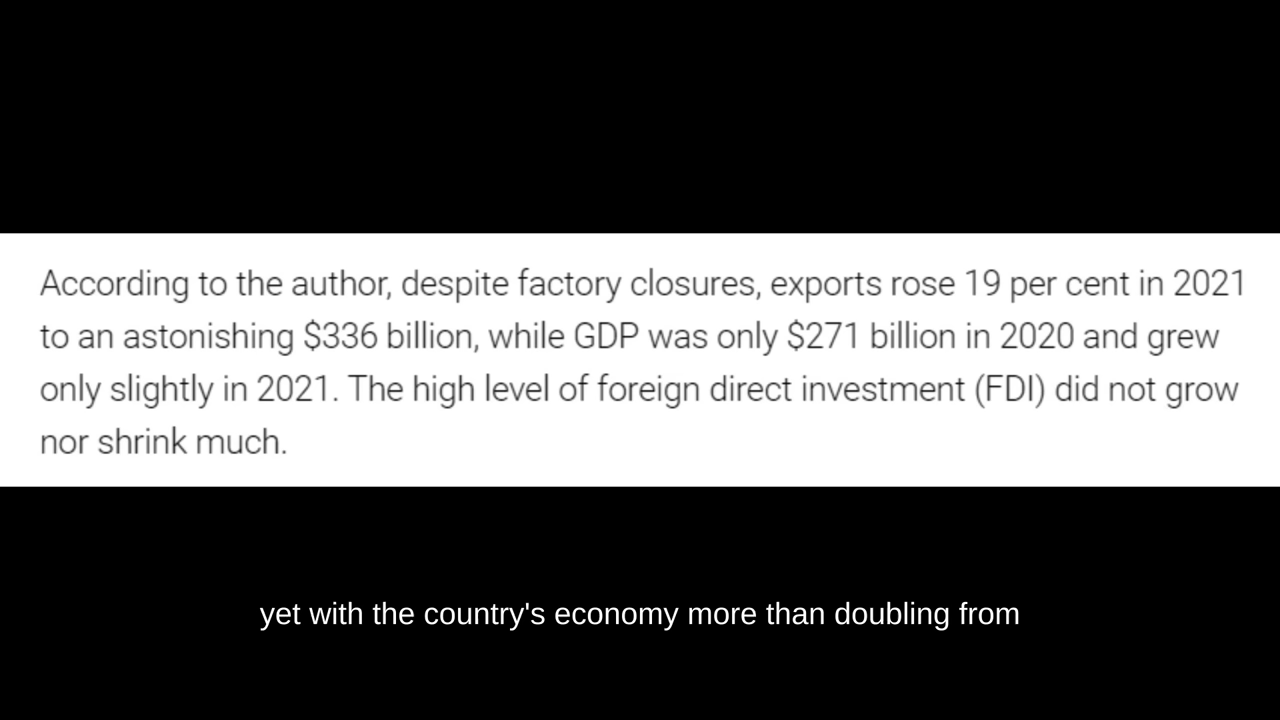 According to the author, despite factory closures, exports rose 19 per cent in 2021
to an astonishing $336 billion, while GDP was only $271 billion in 2020 and grew
only slightly in 2021. The high level of foreign direct investment (FDI) did not grow
nor shrink much.
yet with the country's economy more than doubling from